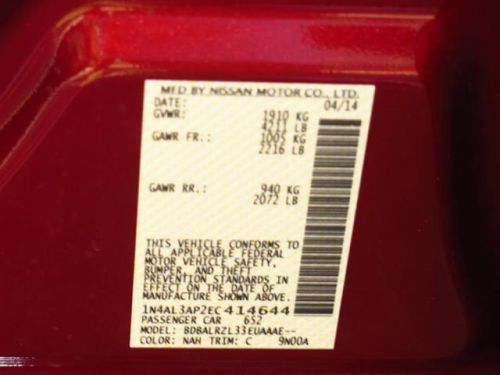 MFD BY NISSAN MOTOR CO., LTD.
DATE: 04/14
GVWR: 1910 KG
4211 LB
GAWR FR.: 1005 KG
2216 LB
GAWR RR.: 940 KG
2072 LB
THIS VEHICLE CONFORMS TO
ALL APPLICABLE FEDERAL
MOTOR VEHICLE SAFETY,
BUMPER, AND THEFT
PREVENTION STANDARDS IN
EFFECT ON THE DATE OF
MANUFACTURE SHOWN ABOVE.
1N4AL3AP2EC414644
PASSENGER CAR 652
MODEL: BDBALRZL33EUAAAE--
COLOR: NAH TRIM: C 9N00A